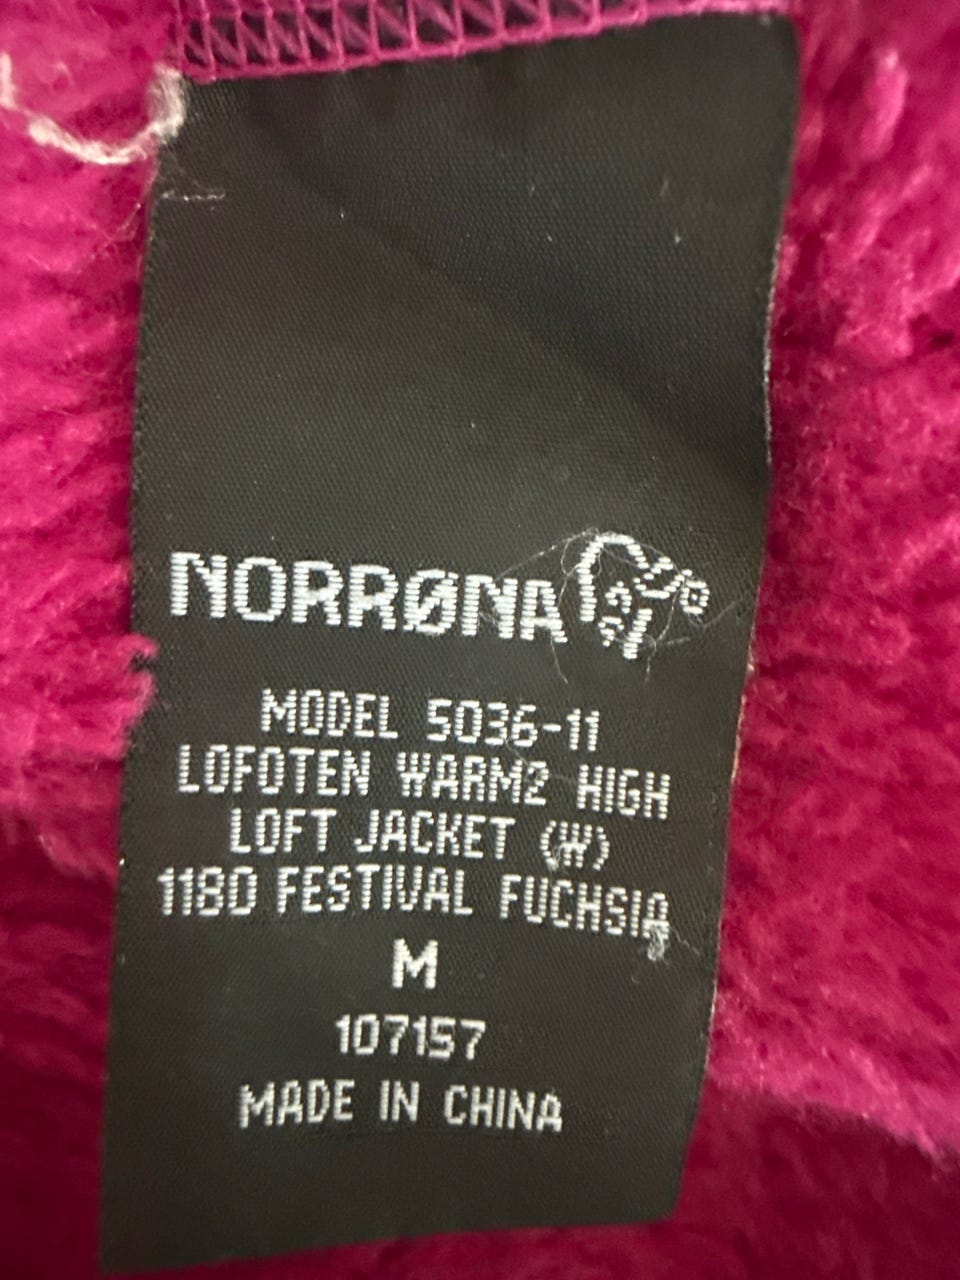 NORRØNA
MODEL 5036-11
LOFOTEN WARM2 HIGH
LOFT JACKET (W)
1180 FESTIVAL FUCHSIA
M
107157
MADE IN CHINA